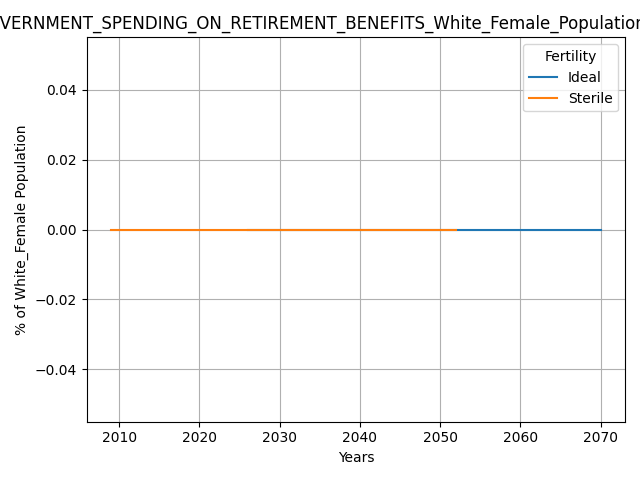 VERNMENT_SPENDING_ON_RETIREMENT_BENEFITS_White_Female_Population
Fertility
Ideal
Sterile
0.04
0.02
0.00
−0.02
−0.04
% of White_Female Population
2010 2020 2030 2040 2050 2060 2070
Years